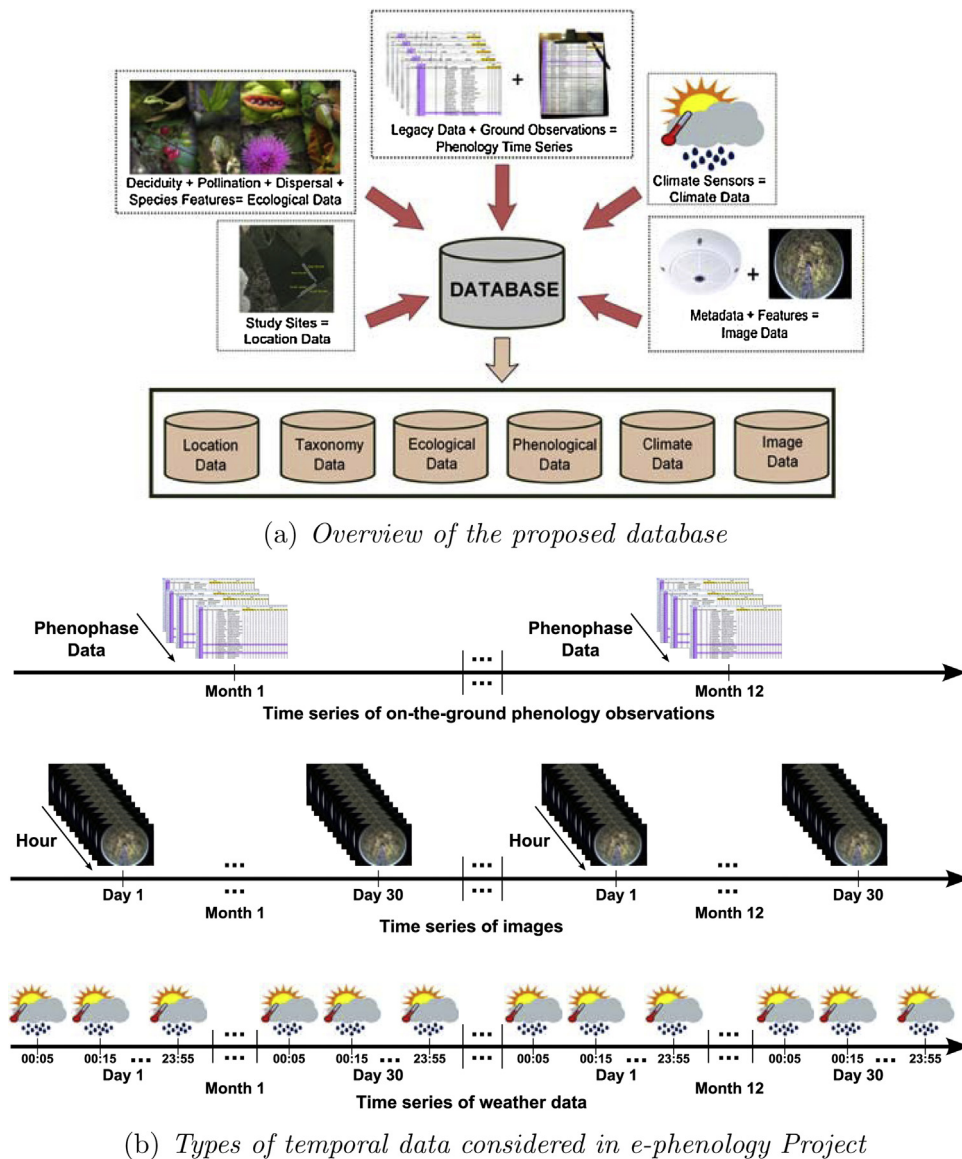 Legacy Data + Ground Observations =
Phenology Time Series
Deciduity + Pollination + Dispersal +
Species Features= Ecological Data
Climate Sensors =
Climate Data
Study Sites =
Location Data
DATABASE
Metadata + Features =
Image Data
Location
Data
Taxonomy
Data
Ecological
Data
Phenological
Data
Climate
Data
Image
Data
(a) Overview of the proposed database
Phenophase
Data
Phenophase
Data
...
...
Month 1
Month 12
Time series of on-the-ground phenology observations
Hour
Hour
...
...
...
...
...
...
Day 1
Day 30
Day 1
Day 30
Month 1
Month 12
Time series of images
...
...
...
...
...
...
00:05 00:15 ... 23:55
00:05 00:15 ... 23:55
00:05 00:15 ... 23:55
00:05 00:15 ... 23:55
Day 1
Day 30
Day 1
Day 30
Month 1
Month 12
Time series of weather data
(b) Types of temporal data considered in e-phenology Project